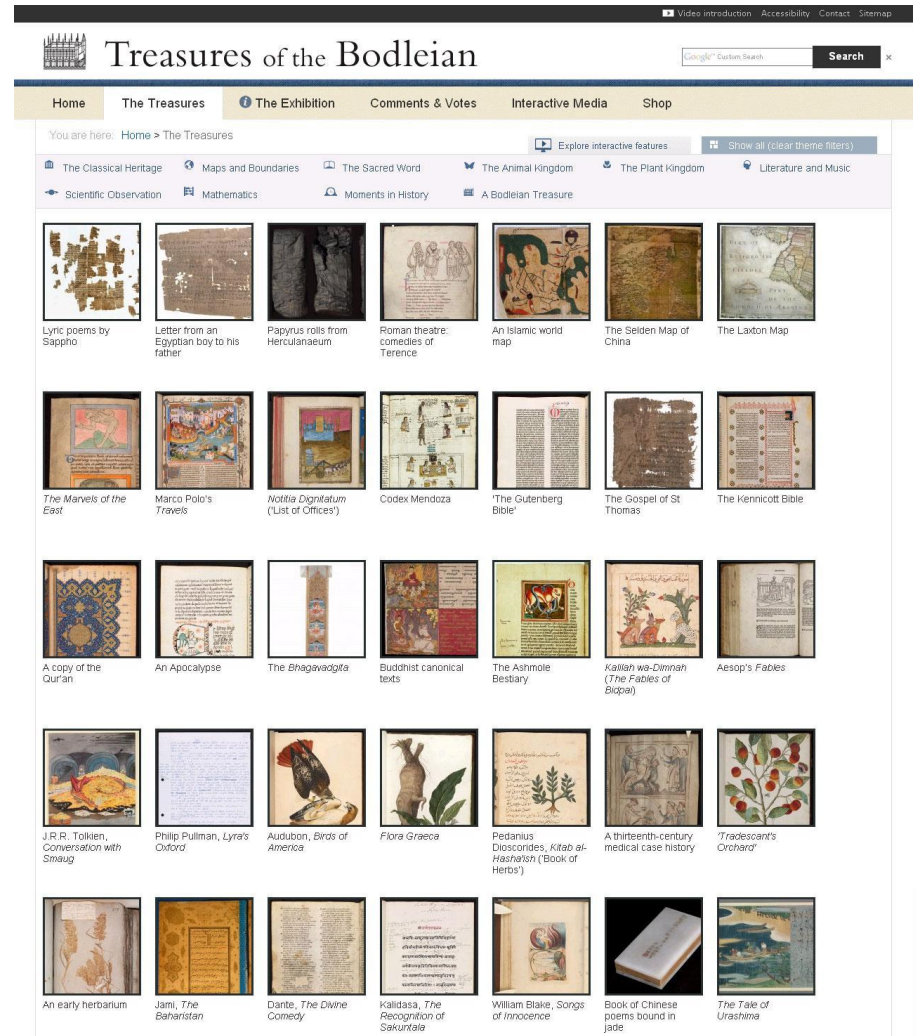 Video introduction Accessibility Contact Sitemap
Treasures of the Bodleian
Google™ Custom Search Search x
Home The Treasures The Exhibition Comments & Votes Interactive Media Shop
You are here: Home > The Treasures
Explore interactive features Show all (clear theme filters)
The Classical Heritage Maps and Boundaries The Sacred Word The Animal Kingdom The Plant Kingdom Literature and Music
Scientific Observation Mathematics Moments in History A Bodleian Treasure
Lyric poems by
Sappho
Letter from an
Egyptian boy to his
father
Papyrus rolls from
Herculanaeum
Roman theatre:
comedies of
Terence
An Islamic world
map
The Selden Map of
China
The Laxton Map
The Marvels of the
East
Marco Polo's
Travels
Notitia Dignitatum
('List of Offices')
Codex Mendoza
'The Gutenberg
Bible'
The Gospel of St
Thomas
The Kennicott Bible
A copy of the
Qur'an
An Apocalypse
The Bhagavadgita
Buddhist canonical
texts
The Ashmole
Bestiary
Kalilah wa-Dimnah
(The Fables of
Bidpai)
Aesop's Fables
J.R.R. Tolkien,
Conversation with
Smaug
Philip Pullman, Lyra's
Oxford
Audubon, Birds of
America
Flora Graeca
Pedanius
Dioscorides, Kitab al-
Hasha'ish ('Book of
Herbs')
A thirteenth-century
medical case history
'Tradescant's
Orchard'
An early herbarium
Jami, The
Baharistan
Dante, The Divine
Comedy
Kalidasa, The
Recognition of
Sakuntala
William Blake, Songs
of Innocence
Book of Chinese
poems bound in
jade
The Tale of
Urashima